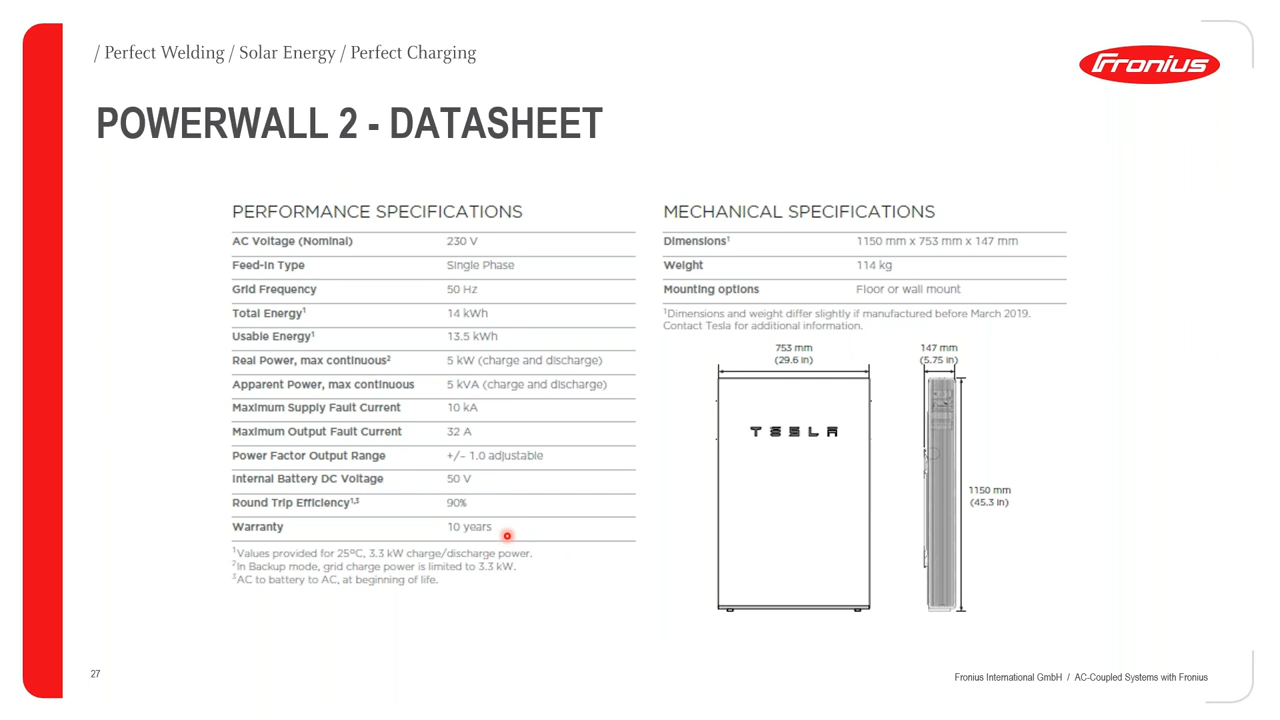 / Perfect Welding / Solar Energy / Perfect Charging
Fronius
POWERWALL 2 - DATASHEET
PERFORMANCE SPECIFICATIONS
AC Voltage (Nominal) 230 V
Feed-In Type Single Phase
Grid Frequency 50 Hz
Total Energy¹ 14 kWh
Usable Energy¹ 13.5 kWh
Real Power, max continuous² 5 kW (charge and discharge)
Apparent Power, max continuous 5 kVA (charge and discharge)
Maximum Supply Fault Current 10 kA
Maximum Output Fault Current 32 A
Power Factor Output Range +/– 1.0 adjustable
Internal Battery DC Voltage 50 V
Round Trip Efficiency¹,³ 90%
Warranty 10 years
¹Values provided for 25°C, 3.3 kW charge/discharge power.
²In Backup mode, grid charge power is limited to 3.3 kW.
³AC to battery to AC, at beginning of life.
MECHANICAL SPECIFICATIONS
Dimensions¹ 1150 mm x 753 mm x 147 mm
Weight 114 kg
Mounting options Floor or wall mount
¹Dimensions and weight differ slightly if manufactured before March 2019.
Contact Tesla for additional information.
753 mm
(29.6 in)
147 mm
(5.75 in)
TESLA
1150 mm
(45.3 in)
27
Fronius International GmbH / AC-Coupled Systems with Fronius